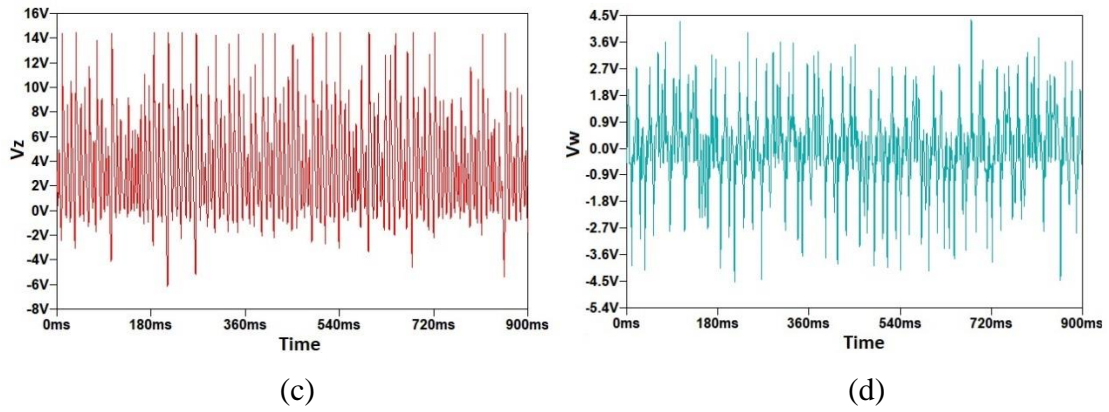 16V
14V
12V
10V
8V
6V
4V
2V
0V
-2V
-4V
-6V
-8V
Vz
0ms 180ms 360ms 540ms 720ms 900ms
Time
(c)
4.5V
3.6V
2.7V
1.8V
0.9V
0.0V
-0.9V
-1.8V
-2.7V
-3.6V
-4.5V
-5.4V
Vw
0ms 180ms 360ms 540ms 720ms 900ms
Time
(d)